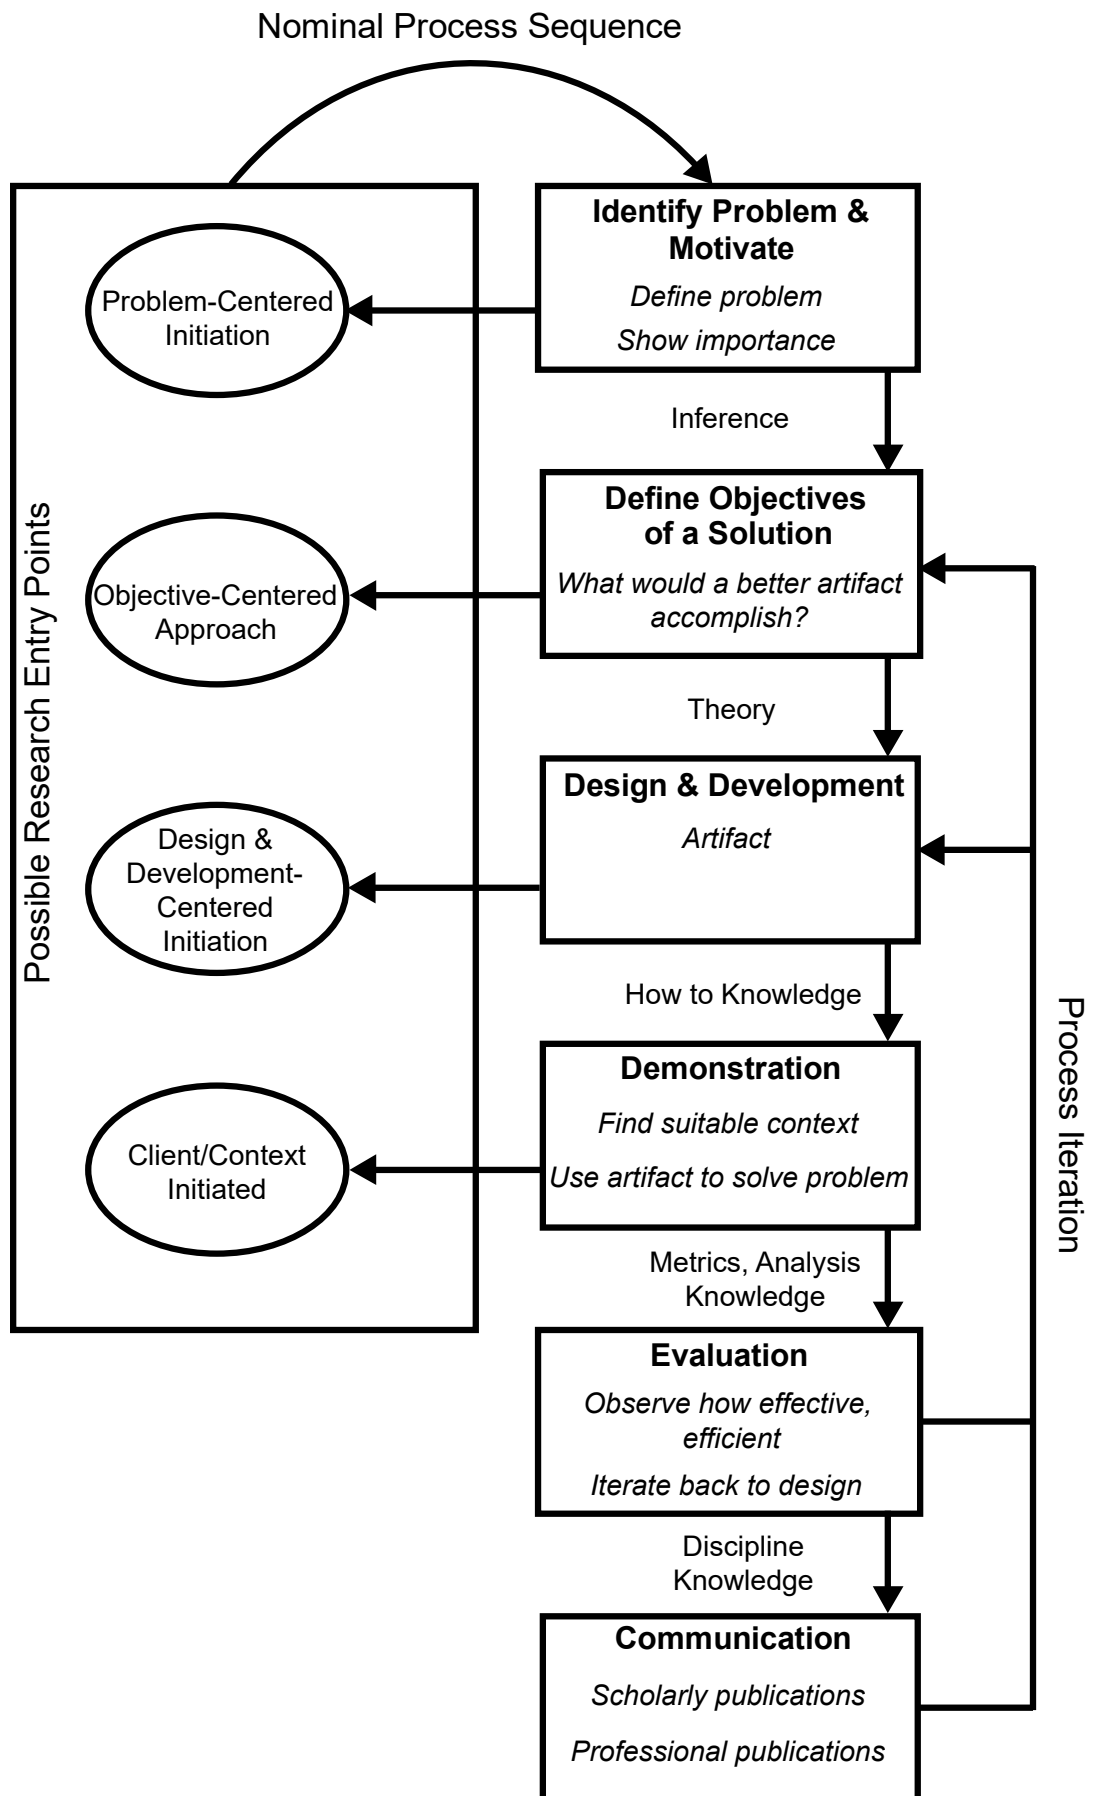 Nominal Process Sequence
Possible Research Entry Points
Problem-Centered
Initiation
Objective-Centered
Approach
Design &
Development-
Centered
Initiation
Client/Context
Initiated
Identify Problem &
Motivate
Define problem
Show importance
Inference
Define Objectives
of a Solution
What would a better artifact
accomplish?
Theory
Design & Development
Artifact
How to Knowledge
Demonstration
Find suitable context
Use artifact to solve problem
Metrics, Analysis
Knowledge
Evaluation
Observe how effective,
efficient
Iterate back to design
Discipline
Knowledge
Communication
Scholarly publications
Professional publications
Process Iteration